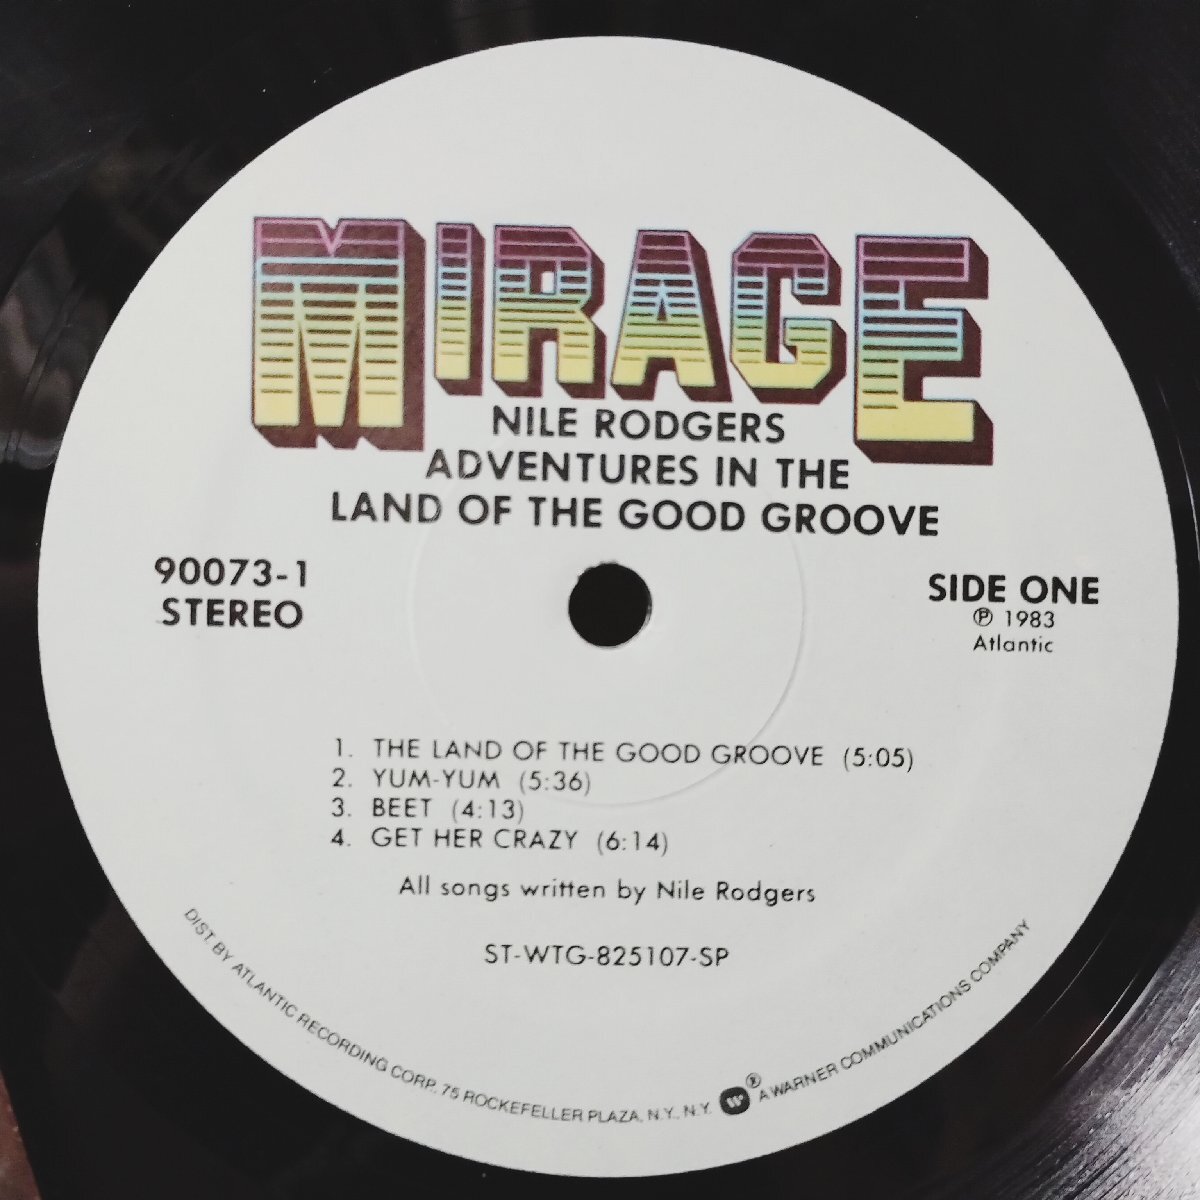 MIRAGE
NILE RODGERS
ADVENTURES IN THE
LAND OF THE GOOD GROOVE
90073-1
STEREO
SIDE ONE
Ⓟ 1983
Atlantic
1. THE LAND OF THE GOOD GROOVE (5:05)
2. YUM-YUM (5:36)
3. BEET (4:13)
4. GET HER CRAZY (6:14)
All songs written by Nile Rodgers
ST-WTG-825107-SP
DIST. BY ATLANTIC RECORDING CORP. 75 ROCKEFELLER PLAZA, N.Y., N.Y. W ® A WARNER COMMUNICATIONS COMPANY